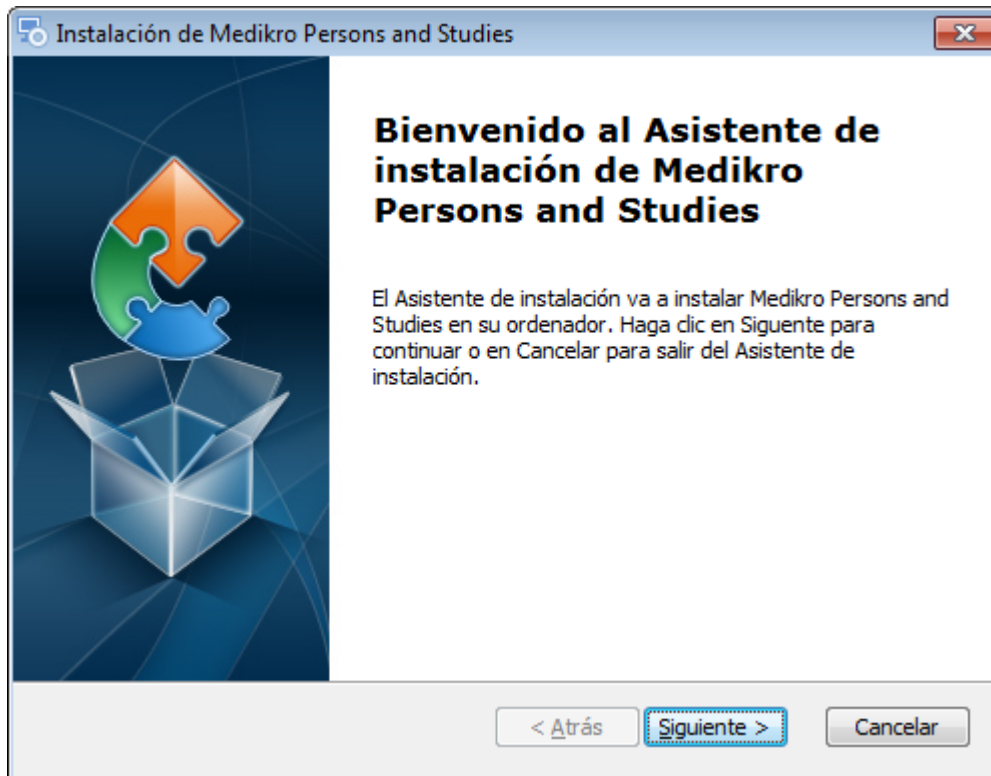 Instalación de Medikro Persons and Studies
Bienvenido al Asistente de
instalación de Medikro
Persons and Studies
El Asistente de instalación va a instalar Medikro Persons and
Studies en su ordenador. Haga clic en Siguente para
continuar o en Cancelar para salir del Asistente de
instalación.
< Atrás Siguiente > Cancelar